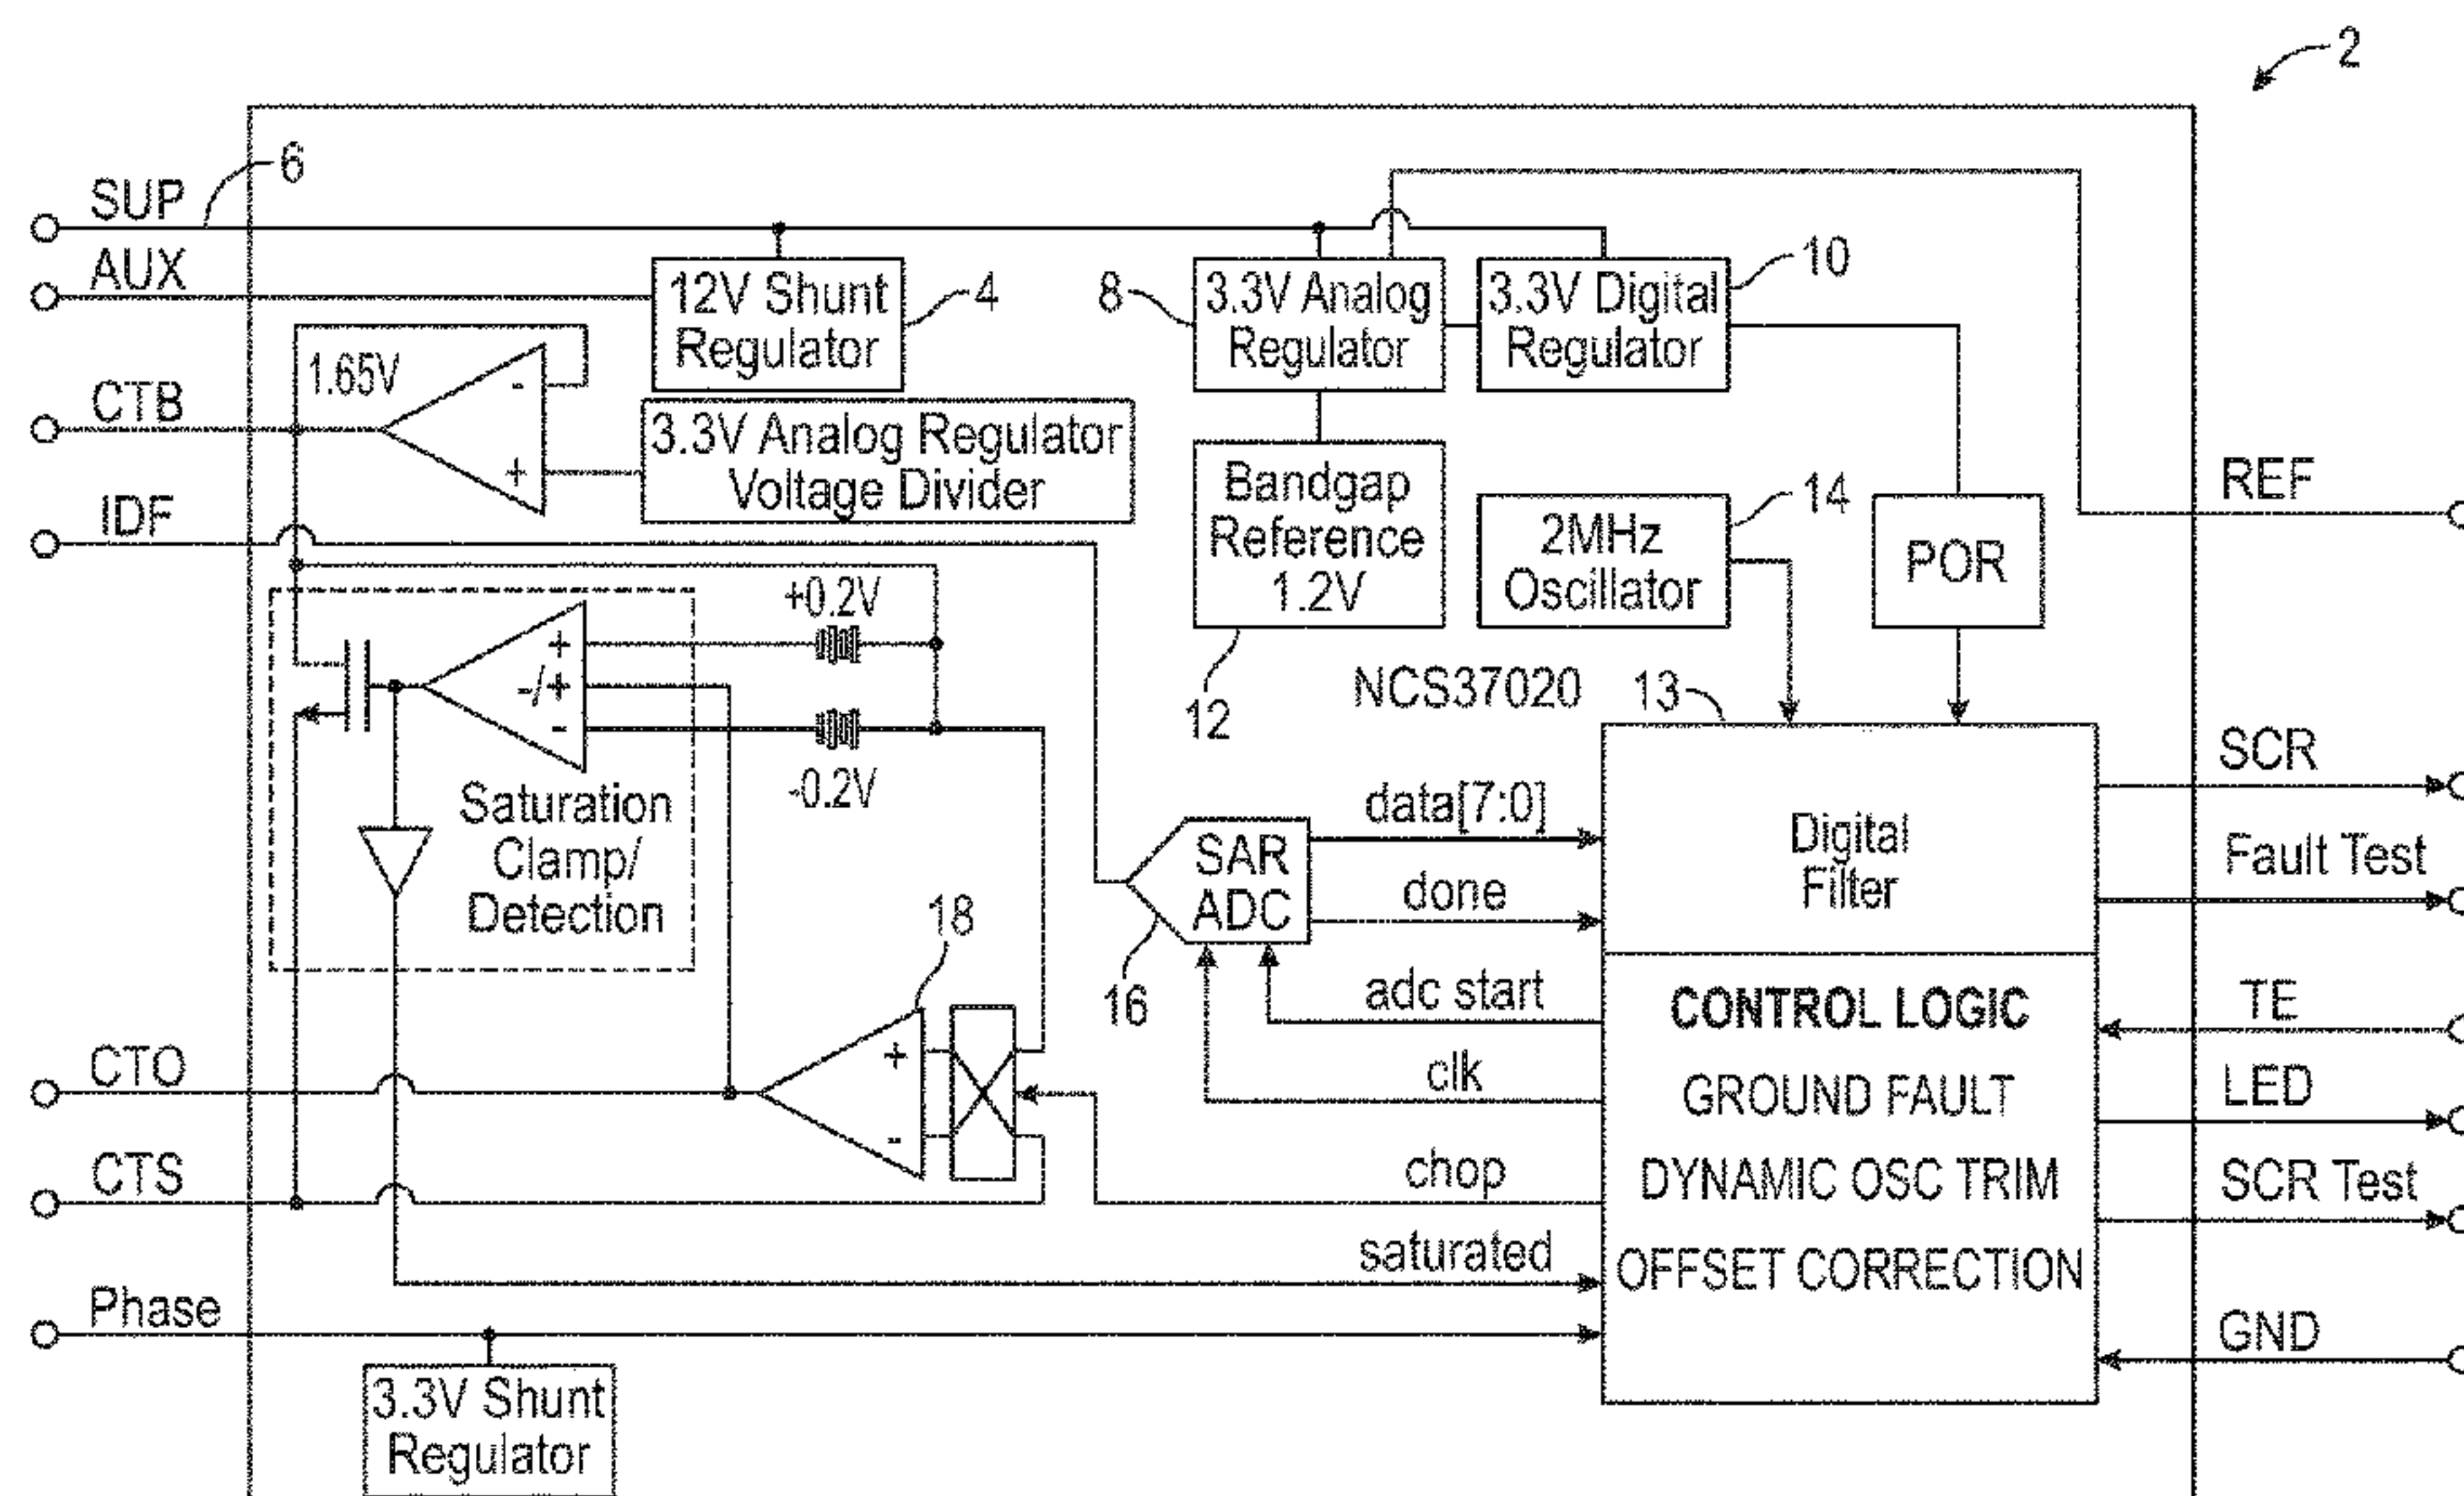 2
6
SUP
AUX
12V Shunt
Regulator
4
8
3.3V Analog
Regulator
3.3V Digital
Regulator
10
1.65V
-
+
CTB
3.3V Analog Regulator
Voltage Divider
Bandgap
Reference
1.2V
12
14
2MHz
Oscillator
POR
REF
IDF
+0.2V
+
-/+
-
-0.2V
Saturation
Clamp/
Detection
NCS37020
13
SCR
data[7:0]
Digital
Filter
SAR
ADC
done
Fault Test
18
16
adc start
CONTROL LOGIC
TE
+
-
CTO
clk
GROUND FAULT
LED
CTS
chop
DYNAMIC OSC TRIM
SCR Test
saturated
OFFSET CORRECTION
Phase
GND
3.3V Shunt
Regulator